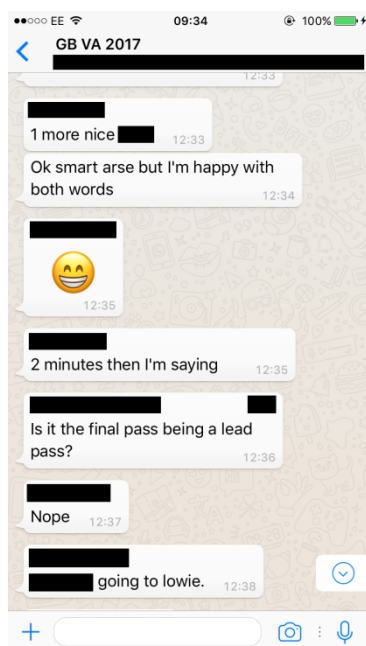 EE 09:34 100%
GB VA 2017
12:33
1 more nice 12:33
Ok smart arse but I'm happy with
both words 12:34
12:35
2 minutes then I'm saying 12:35
Is it the final pass being a lead
pass? 12:36
Nope 12:37
going to lowie. 12:38